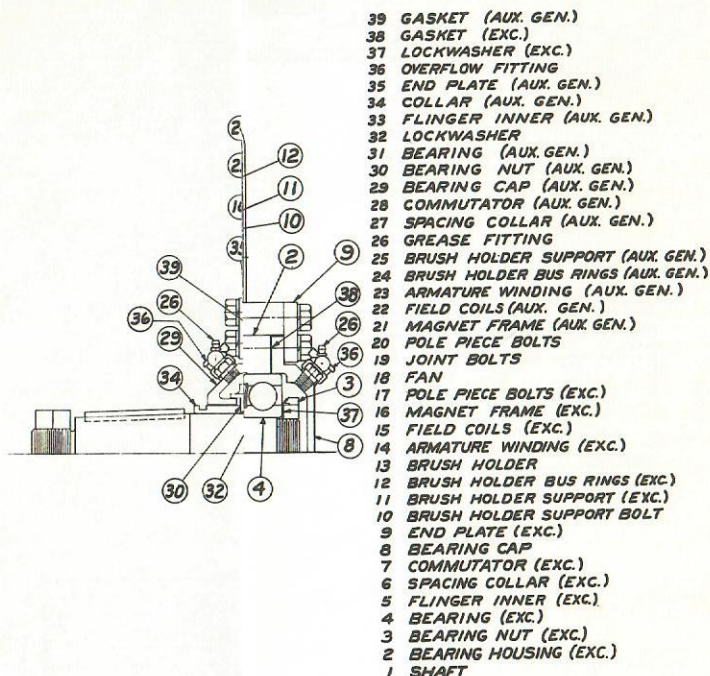 39 GASKET (AUX. GEN.)
38 GASKET (EXC.)
37 LOCKWASHER (EXC.)
36 OVERFLOW FITTING
35 END PLATE (AUX. GEN.)
34 COLLAR (AUX. GEN.)
33 FLINGER INNER (AUX. GEN.)
32 LOCKWASHER
31 BEARING (AUX. GEN.)
30 BEARING NUT (AUX. GEN.)
29 BEARING CAP (AUX. GEN.)
28 COMMUTATOR (AUX. GEN.)
27 SPACING COLLAR (AUX. GEN.)
26 GREASE FITTING
25 BRUSH HOLDER SUPPORT (AUX. GEN.)
24 BRUSH HOLDER BUS RINGS (AUX. GEN.)
23 ARMATURE WINDING (AUX. GEN.)
22 FIELD COILS (AUX. GEN.)
21 MAGNET FRAME (AUX. GEN.)
20 POLE PIECE BOLTS
19 JOINT BOLTS
18 FAN
17 POLE PIECE BOLTS (EXC.)
16 MAGNET FRAME (EXC.)
15 FIELD COILS (EXC.)
14 ARMATURE WINDING (EXC.)
13 BRUSH HOLDER
12 BRUSH HOLDER BUS RINGS (EXC.)
11 BRUSH HOLDER SUPPORT (EXC.)
10 BRUSH HOLDER SUPPORT BOLT
9 END PLATE (EXC.)
8 BEARING CAP
7 COMMUTATOR (EXC.)
6 SPACING COLLAR (EXC.)
5 FLINGER INNER (EXC.)
4 BEARING (EXC.)
3 BEARING NUT (EXC.)
2 BEARING HOUSING (EXC.)
1 SHAFT
12
11
10
2
9
39
38
26
26
36
36
29
3
34
37
8
30
32
4